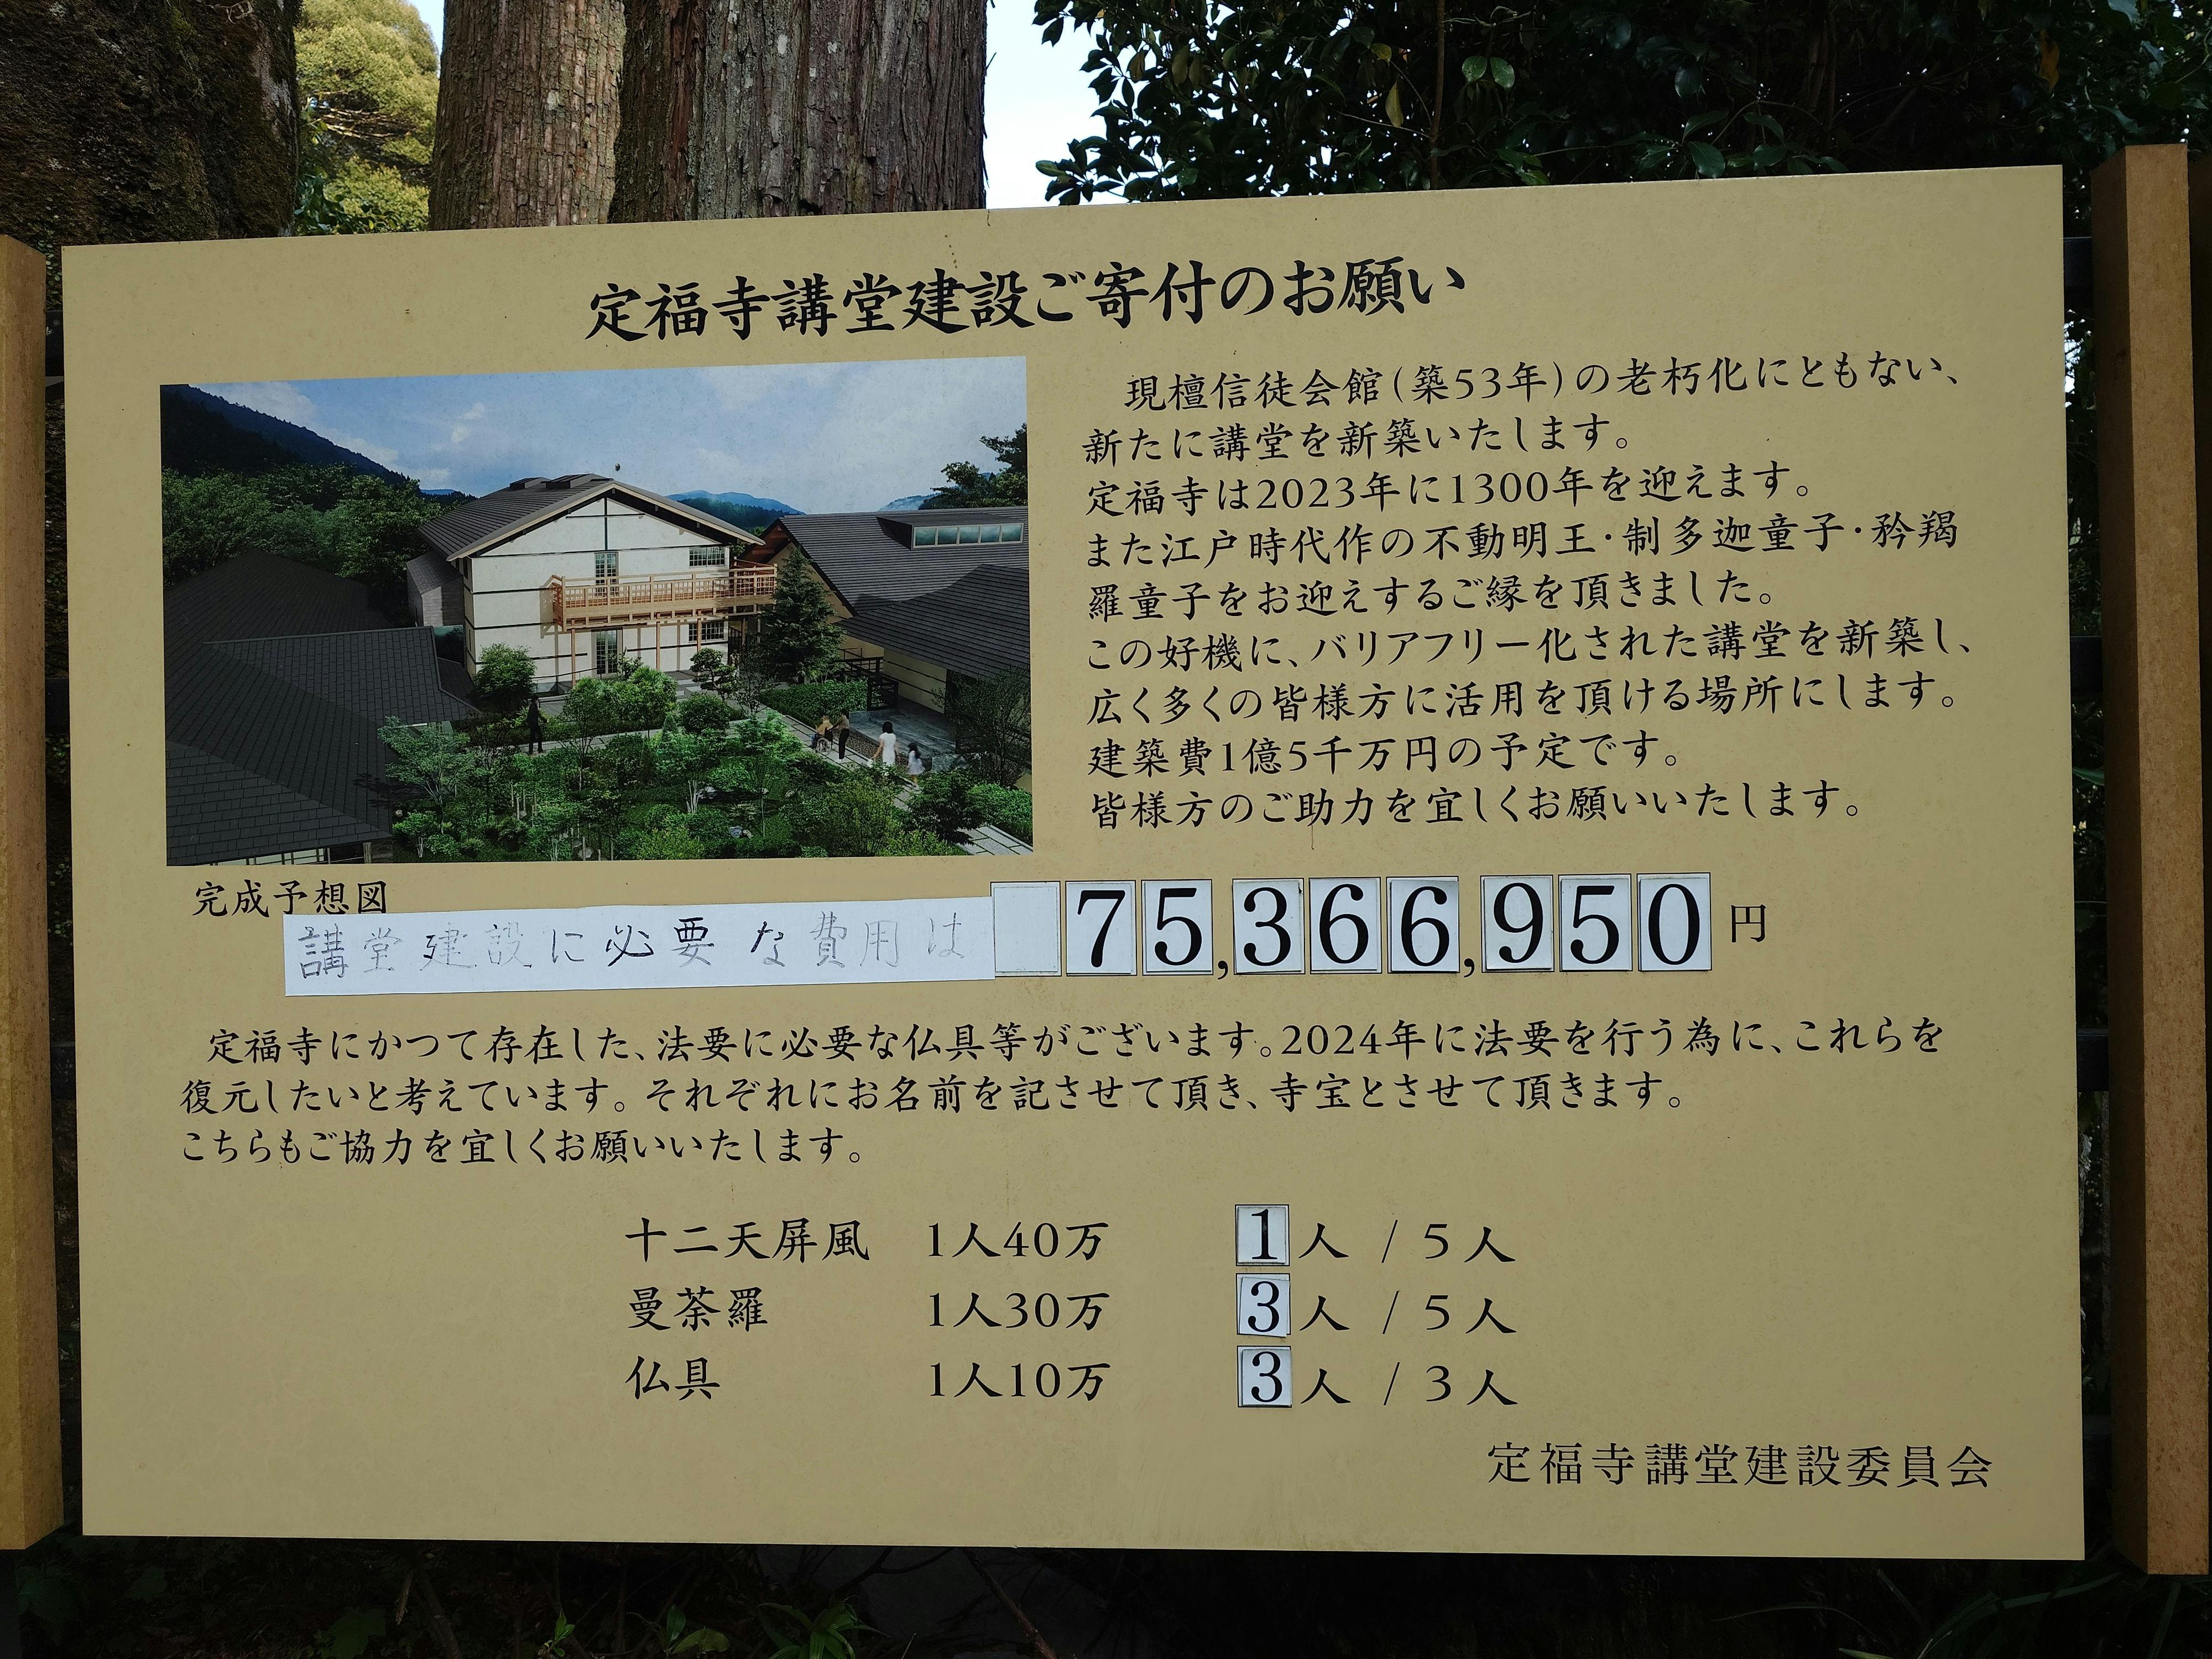 定福寺講堂建設ご寄付のお願い
現檀信徒会館(築53年)の老朽化にともない、
新たに講堂を新築いたします。
定福寺は2023年に1300年を迎えます。
また江戸時代作の不動明王・制多迦童子・矜羯
羅童子をお迎えするご縁を頂きました。
この好機に、バリアフリー化された講堂を新築し、
広く多くの皆様方に活用を頂ける場所にします。
建築費1億5千万円の予定です。
皆様方のご助力を宜しくお願いいたします。
完成予想図
講堂建設に必要な費用は 75,366,950 円
定福寺にかつて存在した、法要に必要な仏具等がございます。2024年に法要を行う為に、これらを
復元したいと考えています。それぞれにお名前を記させて頂き、寺宝とさせて頂きます。
こちらもご協力を宜しくお願いいたします。
十二天屏風 1人40万 1人 / 5人
曼荼羅 1人30万 3人 / 5人
仏具 1人10万 3人 / 3人
定福寺講堂建設委員会